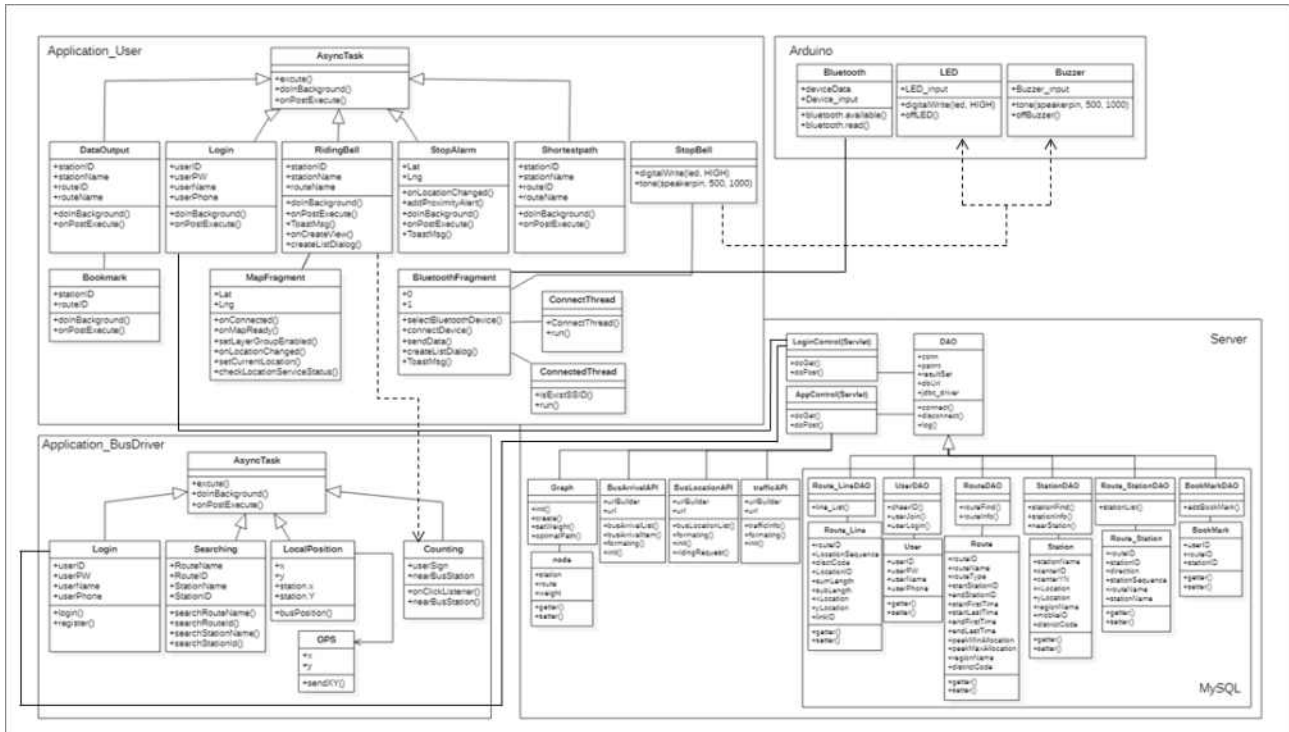 Application_User
AsyncTask
+excute()
+doInBackground()
+onPostExecute()
DataOutput
+stationID
+stationName
+routeID
+routeName
+doInBackground()
+onPostExecute()
Login
+userID
+userPW
+userName
+userPhone
+doInBackground()
+onPostExecute()
RidingBell
+stationID
+stationName
+routeName
+doInBackground()
+onPostExecute()
+ToastMsg()
+onCreateView()
+createListDialog()
StopAlarm
+Lat
+Lng
+onLocationChanged()
+addProximityAlert()
+doInBackground()
+onPostExecute()
+ToastMsg()
Shortestpath
+stationID
+stationName
+routeID
+routeName
+doInBackground()
+onPostExecute()
StopBell
+digitalWrite(led, HIGH)
+tone(speakerpin, 500, 1000)
Bookmark
+stationID
+routeID
+doInBackground()
+onPostExecute()
MapFragment
+Lat
+Lng
+onConnected()
+onMapReady()
+setLayerGroupEnabled()
+onLocationChanged()
+setCurrentLocation()
+checkLocationServiceStatus()
BluetoothFragment
+0
+1
+selectBluetoothDevice()
+connectDevice()
+sendData()
+createListDialog()
+ToastMsg()
ConnectThread
+ConnectThread()
+run()
ConnectedThread
+isExistSSID()
+run()
Arduino
Bluetooth
+deviceData
+Device_input
+bluetooth.available()
+bluetooth.read()
LED
+LED_input
+digitalWrite(led, HIGH)
+offLED()
Buzzer
+Buzzer_input
+tone(speakerpin, 500, 1000)
+offBuzzer()
Application_BusDriver
AsyncTask
+excute()
+doInBackground()
+onPostExecute()
Login
+userID
+userPW
+userName
+userPhone
+login()
+register()
Searching
+RouteName
+RouteID
+StationName
+StationID
+searchRouteName()
+searchRouteId()
+searchStationName()
+searchStationId()
LocalPosition
+x
+y
+station.x
+station.Y
+busPosition()
Counting
+userSign
+nearBusStation
+onClickListener()
+nearBusStation()
GPS
+x
+y
+sendXY()
Server
LoginControl(Servlet)
+doGet()
+doPost()
AppControl(Servlet)
+doGet()
+doPost()
DAO
+conn
+resultSet
+dbUrl
+jdbc_driver
+connect()
+disconnect()
+log()
Graph
+init()
+create()
+setWeight()
+optimalPath()
node
+station
+route
+weight
+getter()
+setter()
BusArrivalAPI
+urlBuilder
+url
+busArrivalList()
+busArrivalItem()
+formating()
+init()
BusLocationAPI
+urlBuilder
+url
+busLocationList()
+formating()
+init()
+ridingRequest()
trafficAPI
+urlBuilder
+url
+trafficInfo()
+formating()
+init()
Route_LineDAO
+line_List()
Route_Line
+routeID
+LocationSequence
+LocationID
+sumLength
+subLength
+xLocation
+yLocation
+linkID
+getter()
+setter()
UserDAO
+userJoin()
+userLogin()
User
+userID
+userPW
+userName
+userPhone
+getter()
+setter()
RouteDAO
+routeFind()
+routeInfo()
Route
+routeID
+routeName
+routeType
+startStationID
+endStationID
+startFirstTime
+startLastTime
+endFirstTime
+endLastTime
+peekMinAllocation
+peekMaxAllocation
+regionName
+districtCode
+getter()
+setter()
StationDAO
+stationFind()
+stationInfo()
+nearStation()
Station
+stationName
+centerID
+centerYN
+xLocation
+yLocation
+regionName
+mobileID
+districtCode
+getter()
+setter()
Route_StationDAO
+stationList()
Route_Station
+routeID
+stationID
+direction
+stationSequence
+routeName
+stationName
+getter()
+setter()
BookMarkDAO
+addBookMark()
BookMark
+userID
+routeID
+stationID
+getter()
+setter()
MySQL